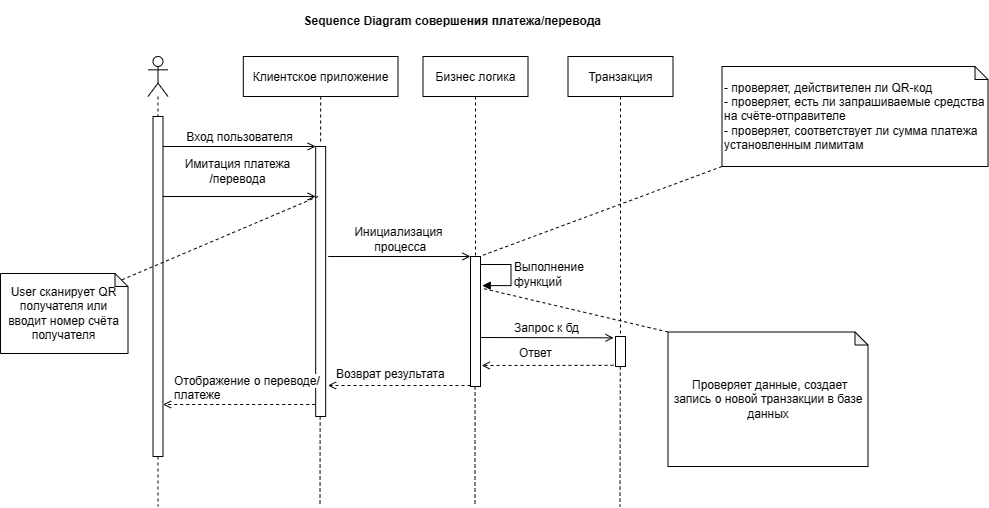 Sequence Diagram совершения платежа/перевода
Клиентское приложение
Бизнес логика
Транзакция
- проверяет, действителен ли QR-код
- проверяет, есть ли запрашиваемые средства
на счёте-отправителе
- проверяет, соответствует ли сумма платежа
установленным лимитам
Вход пользователя
Имитация платежа
/перевода
Инициализация
процесса
User сканирует QR
получателя или
вводит номер счёта
получателя
Выполнение
функций
Запрос к бд
Ответ
Возврат результата
Отображение о переводе/
платеже
Проверяет данные, создает
запись о новой транзакции в базе
данных